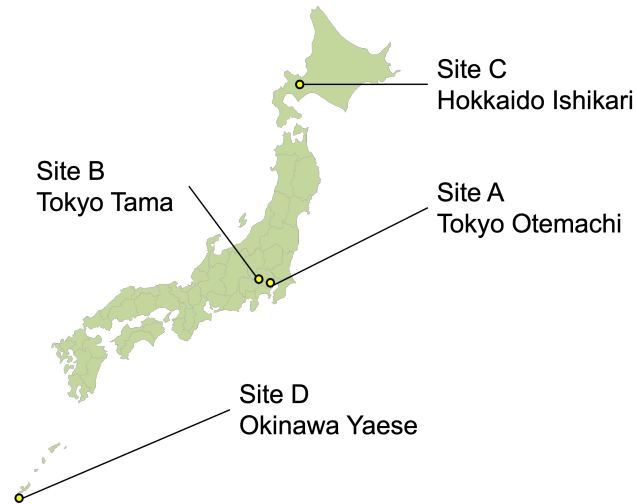 Site C
Hokkaido Ishikari
Site B
Tokyo Tama
Site A
Tokyo Otemachi
Site D
Okinawa Yaese